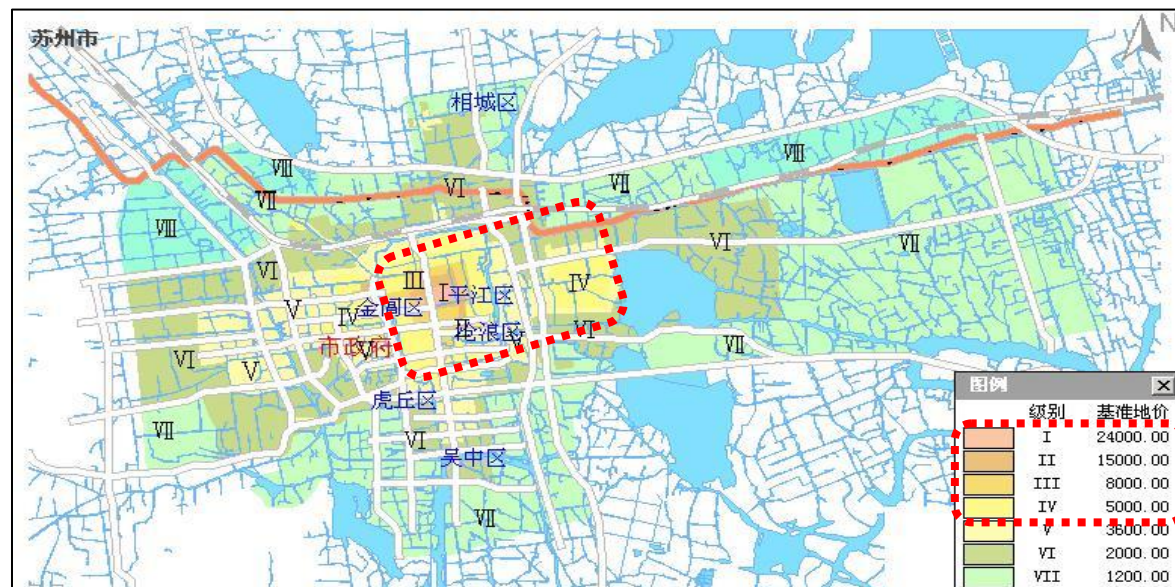 苏州市
N
相城区
Ⅷ
Ⅵ
Ⅶ
Ⅷ
Ⅶ
Ⅷ
Ⅵ
Ⅶ
Ⅵ
Ⅲ
Ⅳ
Ⅰ
平江区
金阊区
Ⅴ
Ⅳ
Ⅱ
沧浪区
Ⅴ
Ⅵ
市政府
Ⅴ
Ⅵ
Ⅴ
Ⅶ
虎丘区
Ⅶ
Ⅵ
吴中区
Ⅶ
图例
级别 基准地价
I 24000.00
II 15000.00
III 8000.00
IV 5000.00
V 3600.00
VI 2000.00
VII 1200.00